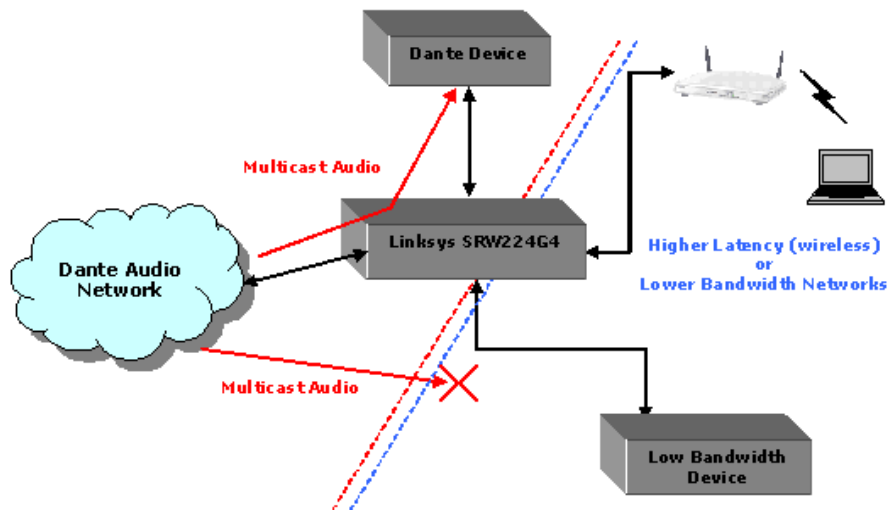 Dante Device
Multicast Audio
Linksys SRW224G4
Dante Audio
Network
Higher Latency (wireless)
or
Lower Bandwidth Networks
Multicast Audio
Low Bandwidth
Device